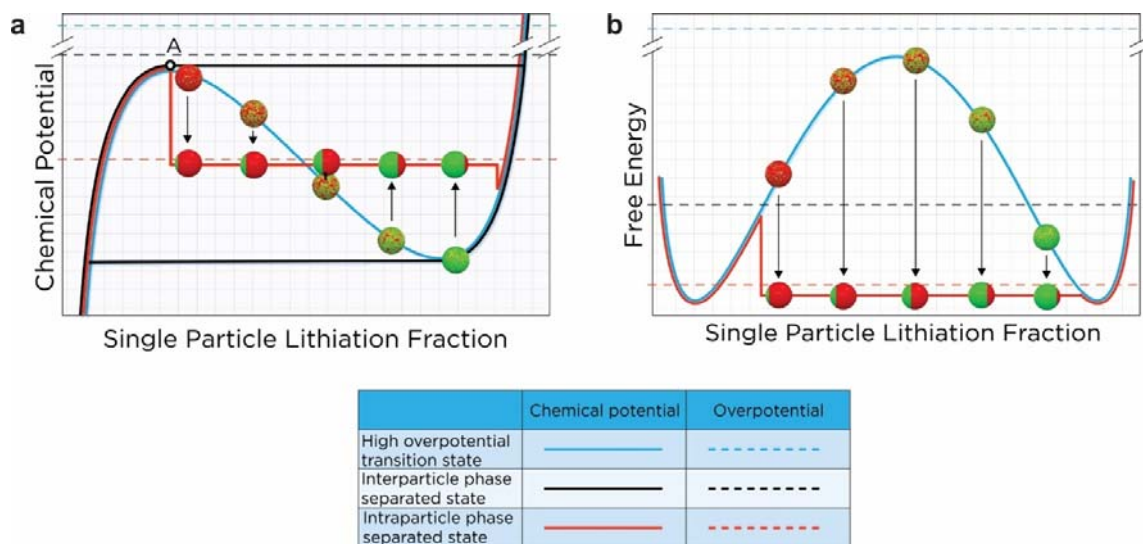 a
b
A
Chemical Potential
Free Energy
Single Particle Lithiation Fraction
Single Particle Lithiation Fraction
Chemical potential
Overpotential
High overpotential
transition state
Interparticle phase
separated state
Intraparticle phase
separated state